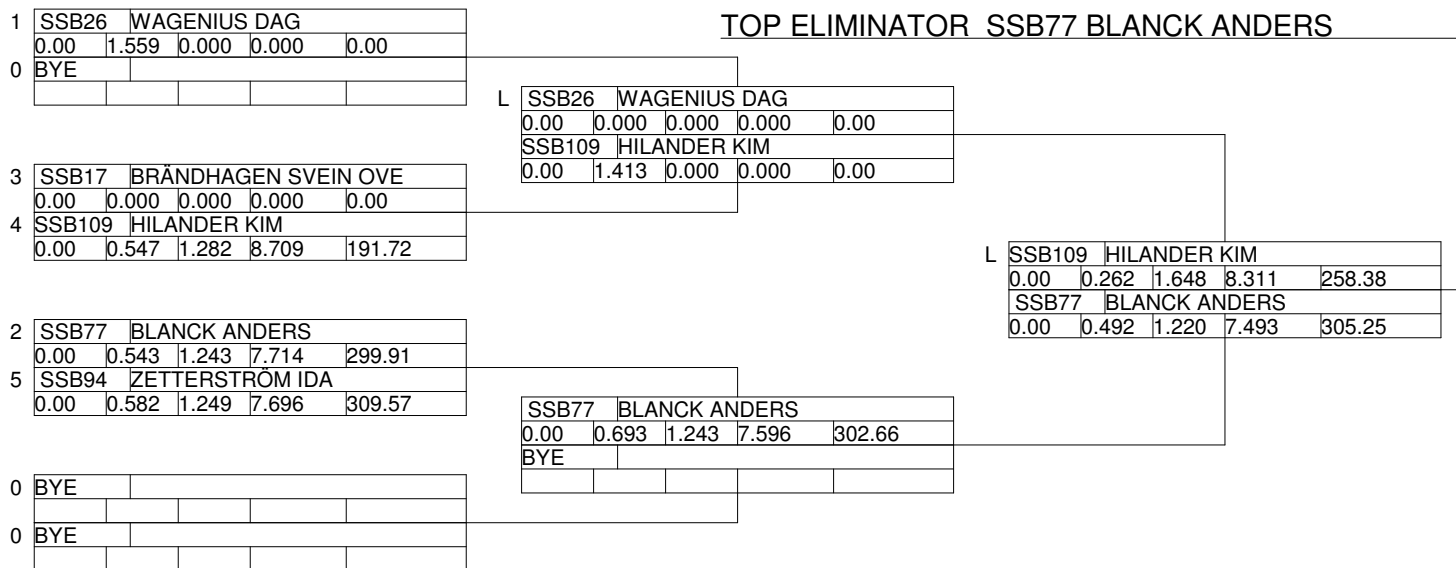 TOP ELIMINATOR SSB77 BLANCK ANDERS
1 SSB26 WAGENIUS DAG
0.00 1.559 0.000 0.000 0.00
0 BYE
3 SSB17 BRÄNDHAGEN SVEIN OVE
0.00 0.000 0.000 0.000 0.00
4 SSB109 HILANDER KIM
0.00 0.547 1.282 8.709 191.72
2 SSB77 BLANCK ANDERS
0.00 0.543 1.243 7.714 299.91
5 SSB94 ZETTERSTRÖM IDA
0.00 0.582 1.249 7.696 309.57
0 BYE
0 BYE
L SSB26 WAGENIUS DAG
0.00 0.000 0.000 0.000 0.00
SSB109 HILANDER KIM
0.00 1.413 0.000 0.000 0.00
SSB77 BLANCK ANDERS
0.00 0.693 1.243 7.596 302.66
BYE
L SSB109 HILANDER KIM
0.00 0.262 1.648 8.311 258.38
SSB77 BLANCK ANDERS
0.00 0.492 1.220 7.493 305.25